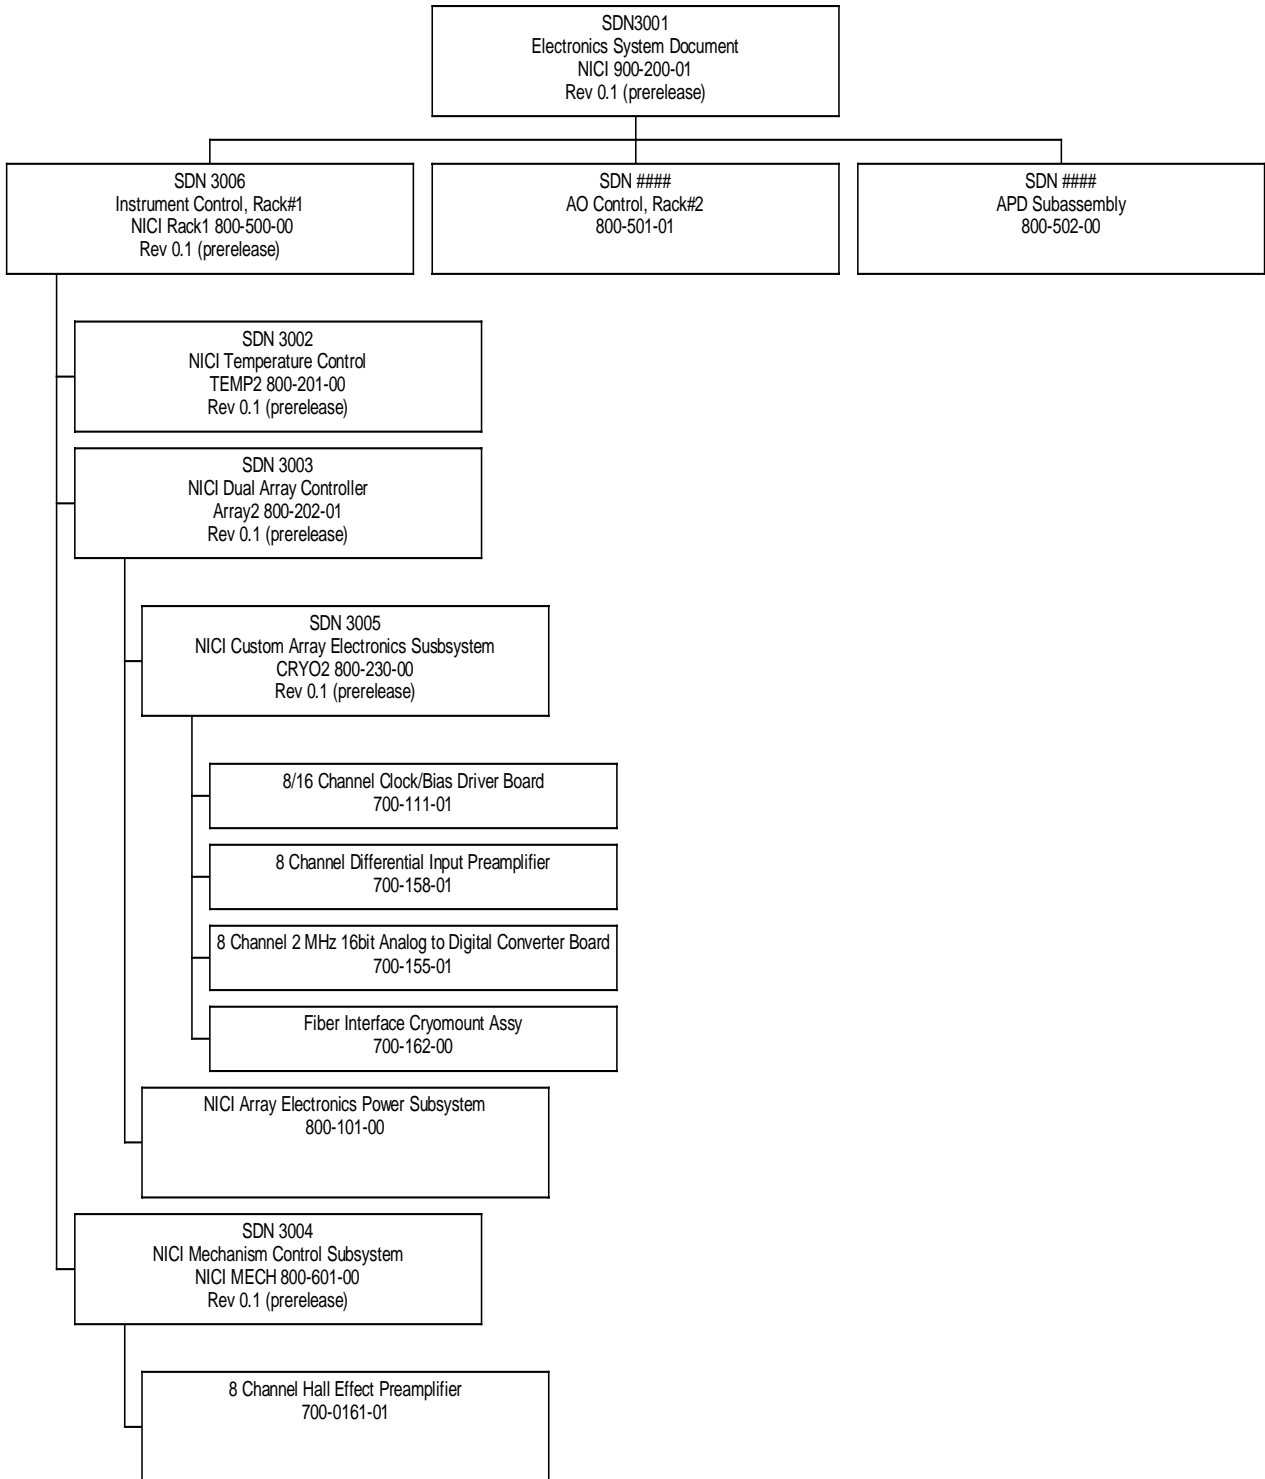 SDN3001
Electronics System Document
NICI 900-200-01
Rev 0.1 (prerelease)
SDN 3006
Instrument Control, Rack#1
NICI Rack1 800-500-00
Rev 0.1 (prerelease)
SDN ####
AO Control, Rack#2
800-501-01
SDN ####
APD Subassembly
800-502-00
SDN 3002
NICI Temperature Control
TEMP2 800-201-00
Rev 0.1 (prerelease)
SDN 3003
NICI Dual Array Controller
Array2 800-202-01
Rev 0.1 (prerelease)
SDN 3005
NICI Custom Array Electronics Susbsystem
CRYO2 800-230-00
Rev 0.1 (prerelease)
8/16 Channel Clock/Bias Driver Board
700-111-01
8 Channel Differential Input Preamplifier
700-158-01
8 Channel 2 MHz 16bit Analog to Digital Converter Board
700-155-01
Fiber Interface Cryomount Assy
700-162-00
NICI Array Electronics Power Subsystem
800-101-00
SDN 3004
NICI Mechanism Control Subsystem
NICI MECH 800-601-00
Rev 0.1 (prerelease)
8 Channel Hall Effect Preamplifier
700-0161-01